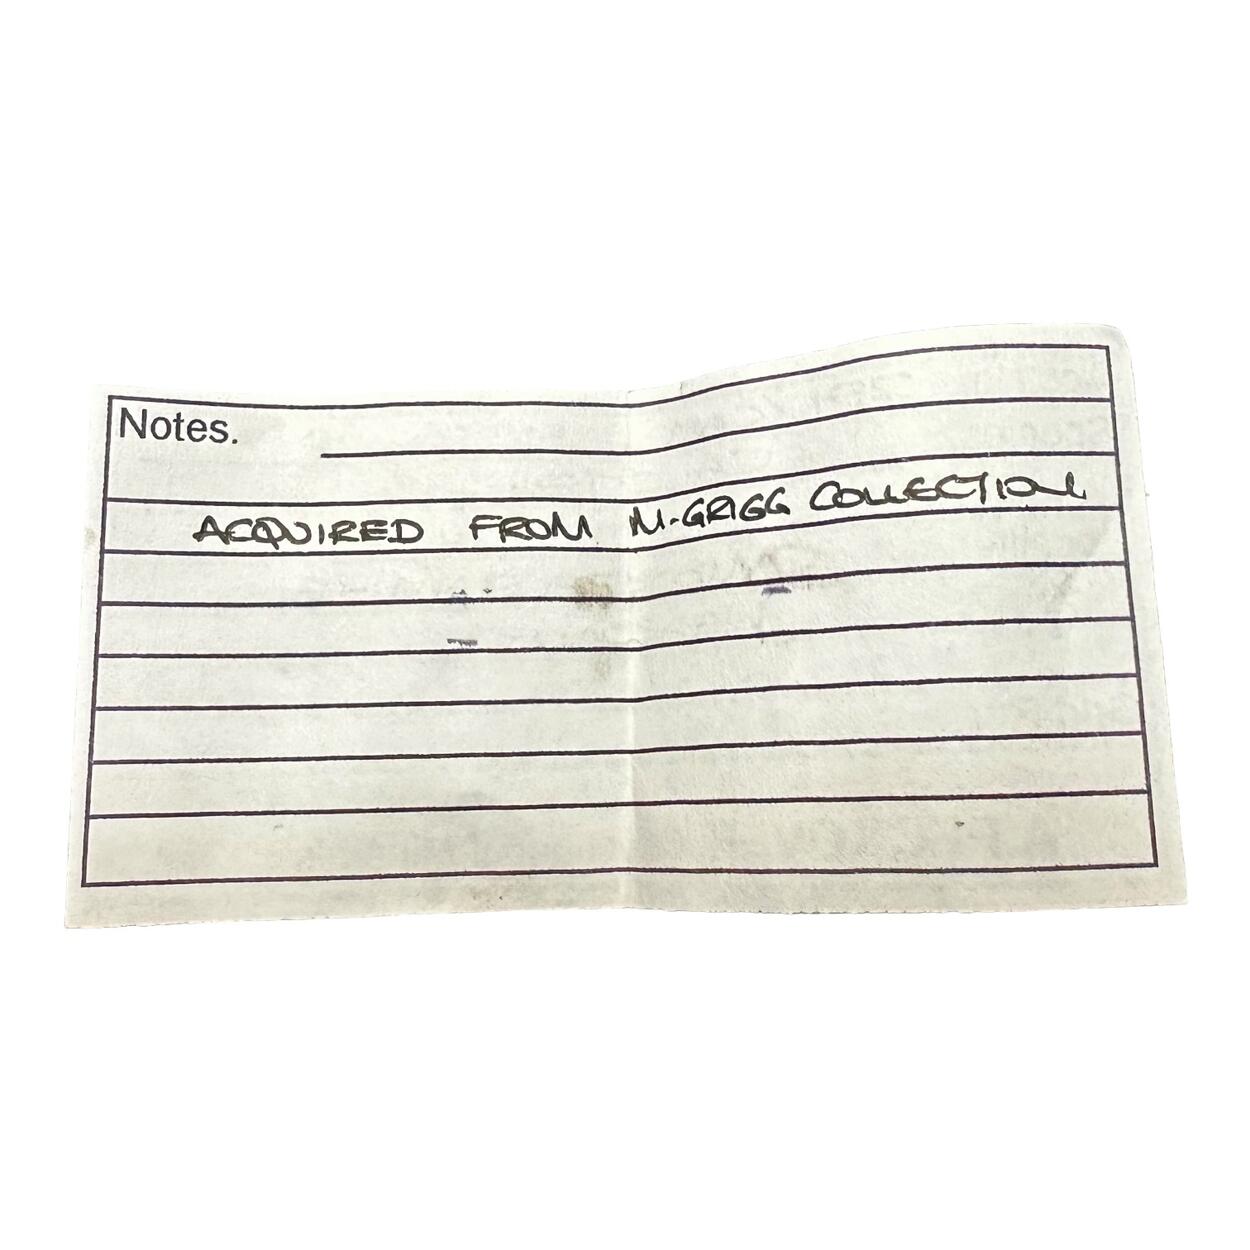 Notes.
ACQUIRED FROM M. GRIGG COLLECTION